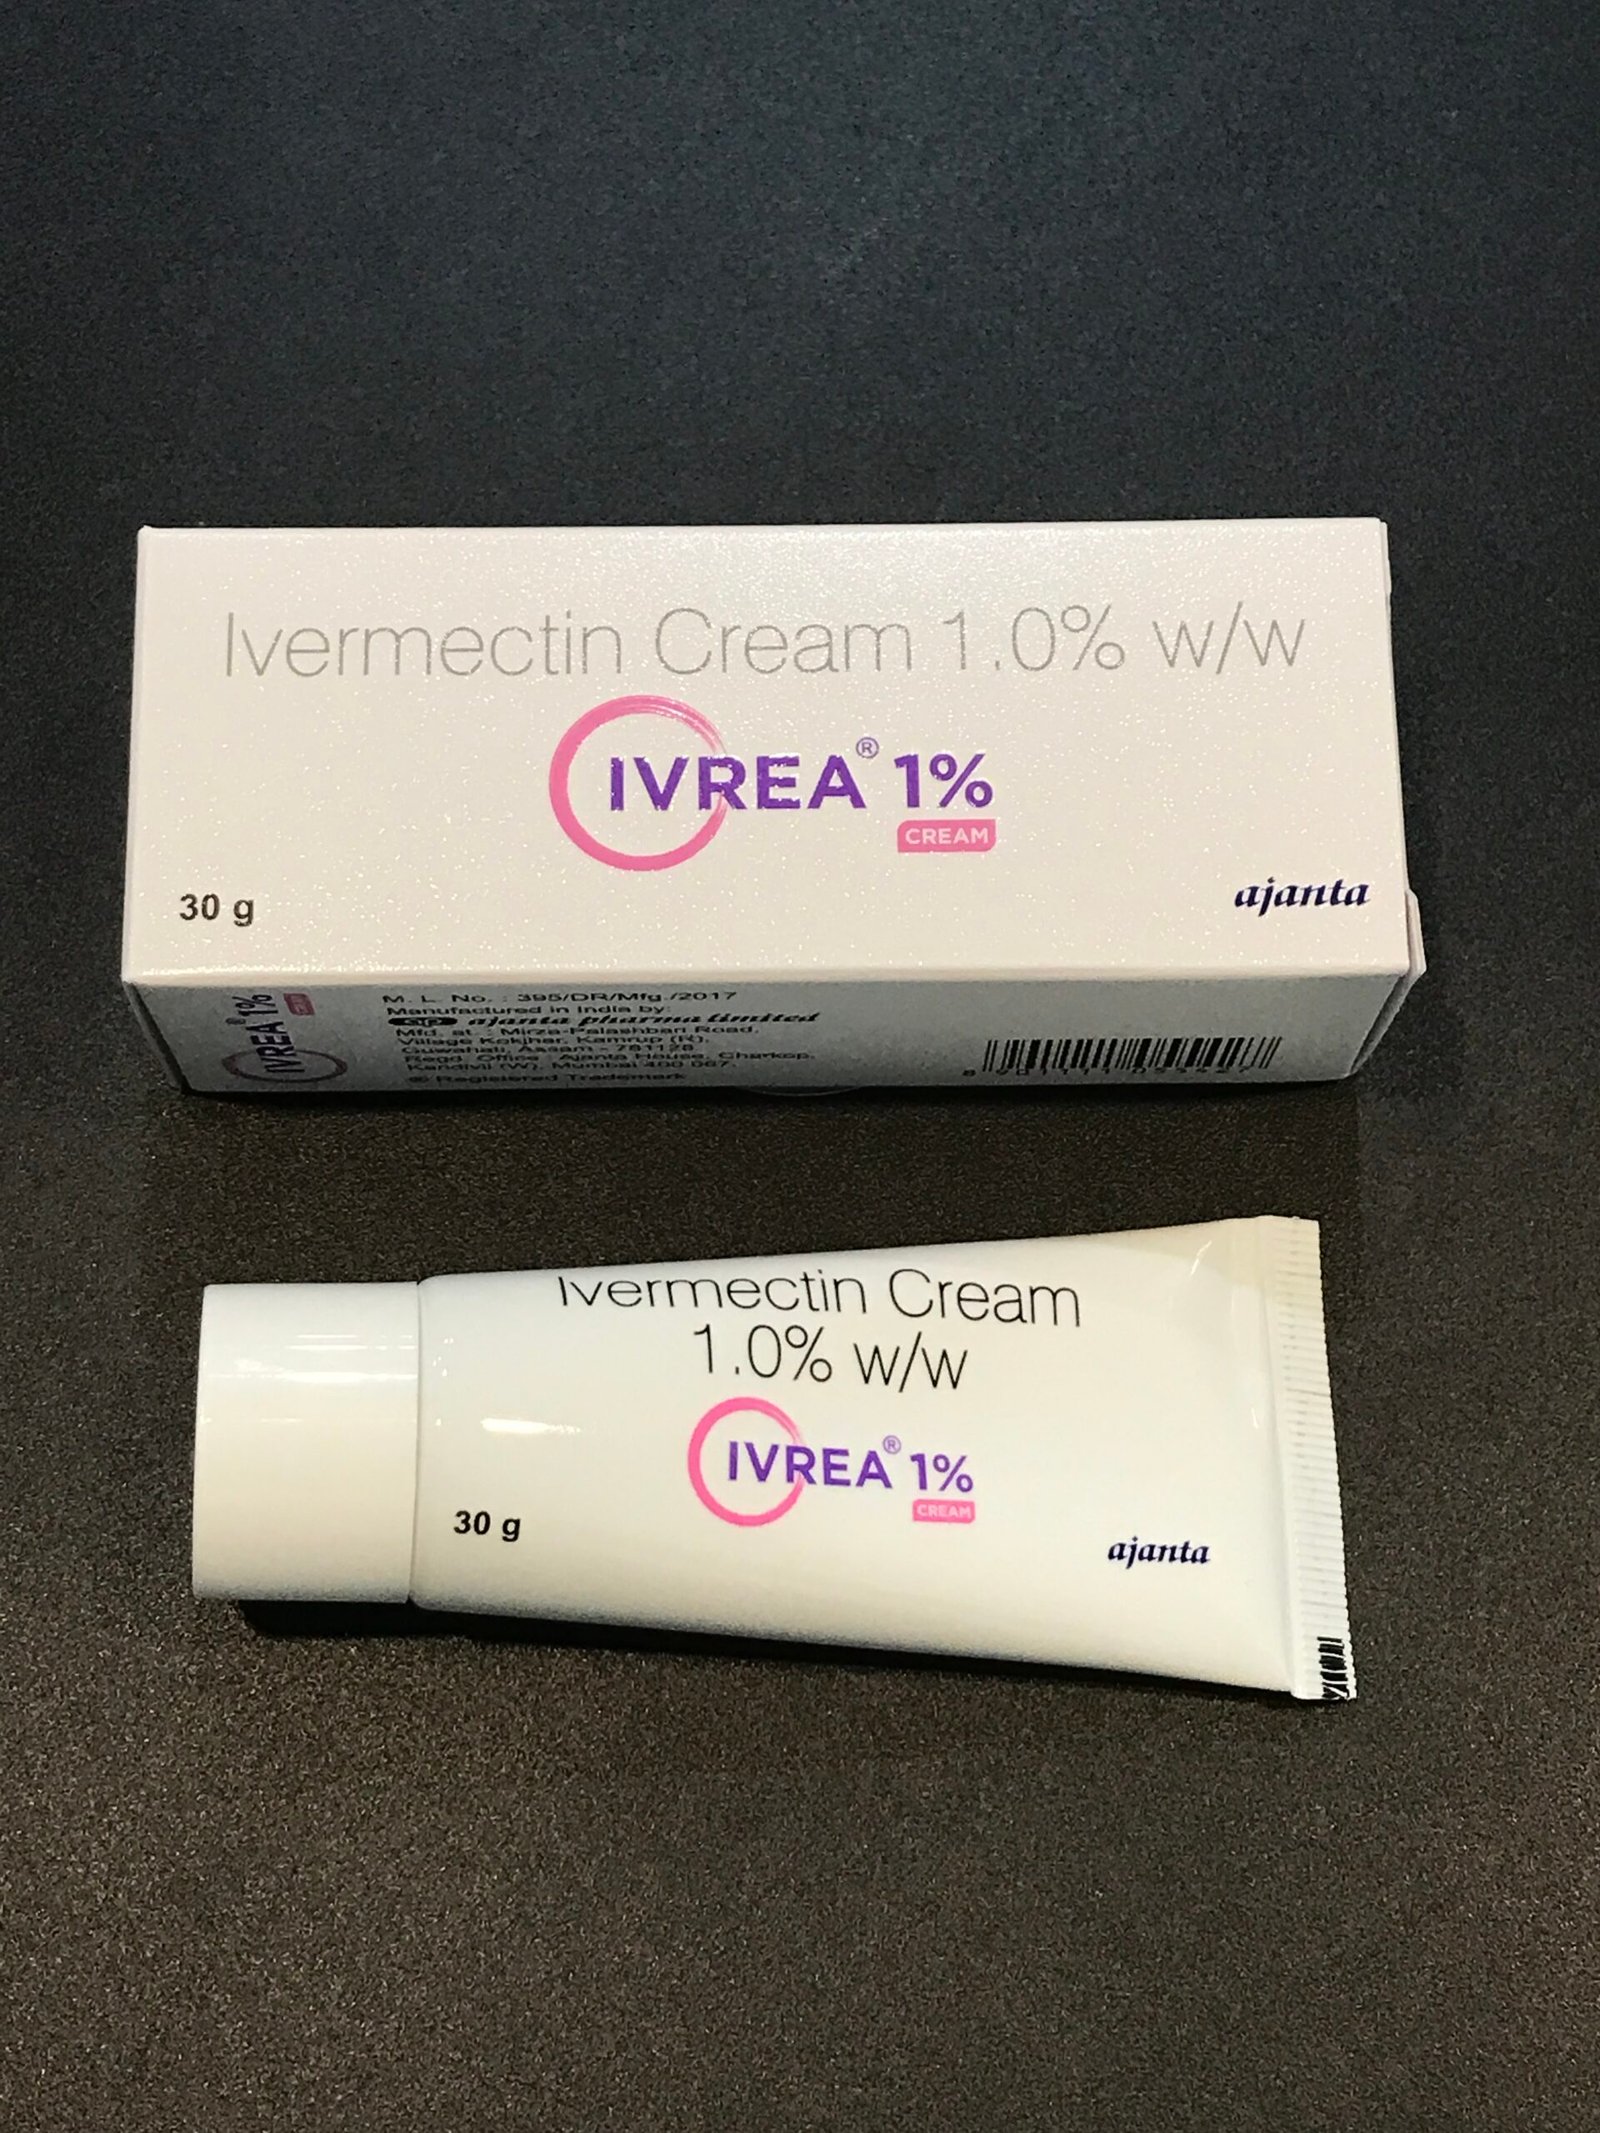 Ivermectin Cream 1.0% w/w
IVREA® 1%
CREAM
30 g
ajanta
IVREA® 1%
CREAM
M. L. No. : 395/DR/Mfg./2017
Manufactured in India by:
ap ajanta pharma limited
Mfd. at : Mirza-Palashbari Road,
Village Kokjhar, Kamrup (R),
Guwahati, Assam - 781128
Regd. Office : Ajanta House, Charkop,
Kandivli (W), Mumbai 400 067.
® Registered Trademark
Ivermectin Cream
1.0% w/w
IVREA® 1%
CREAM
30 g
ajanta